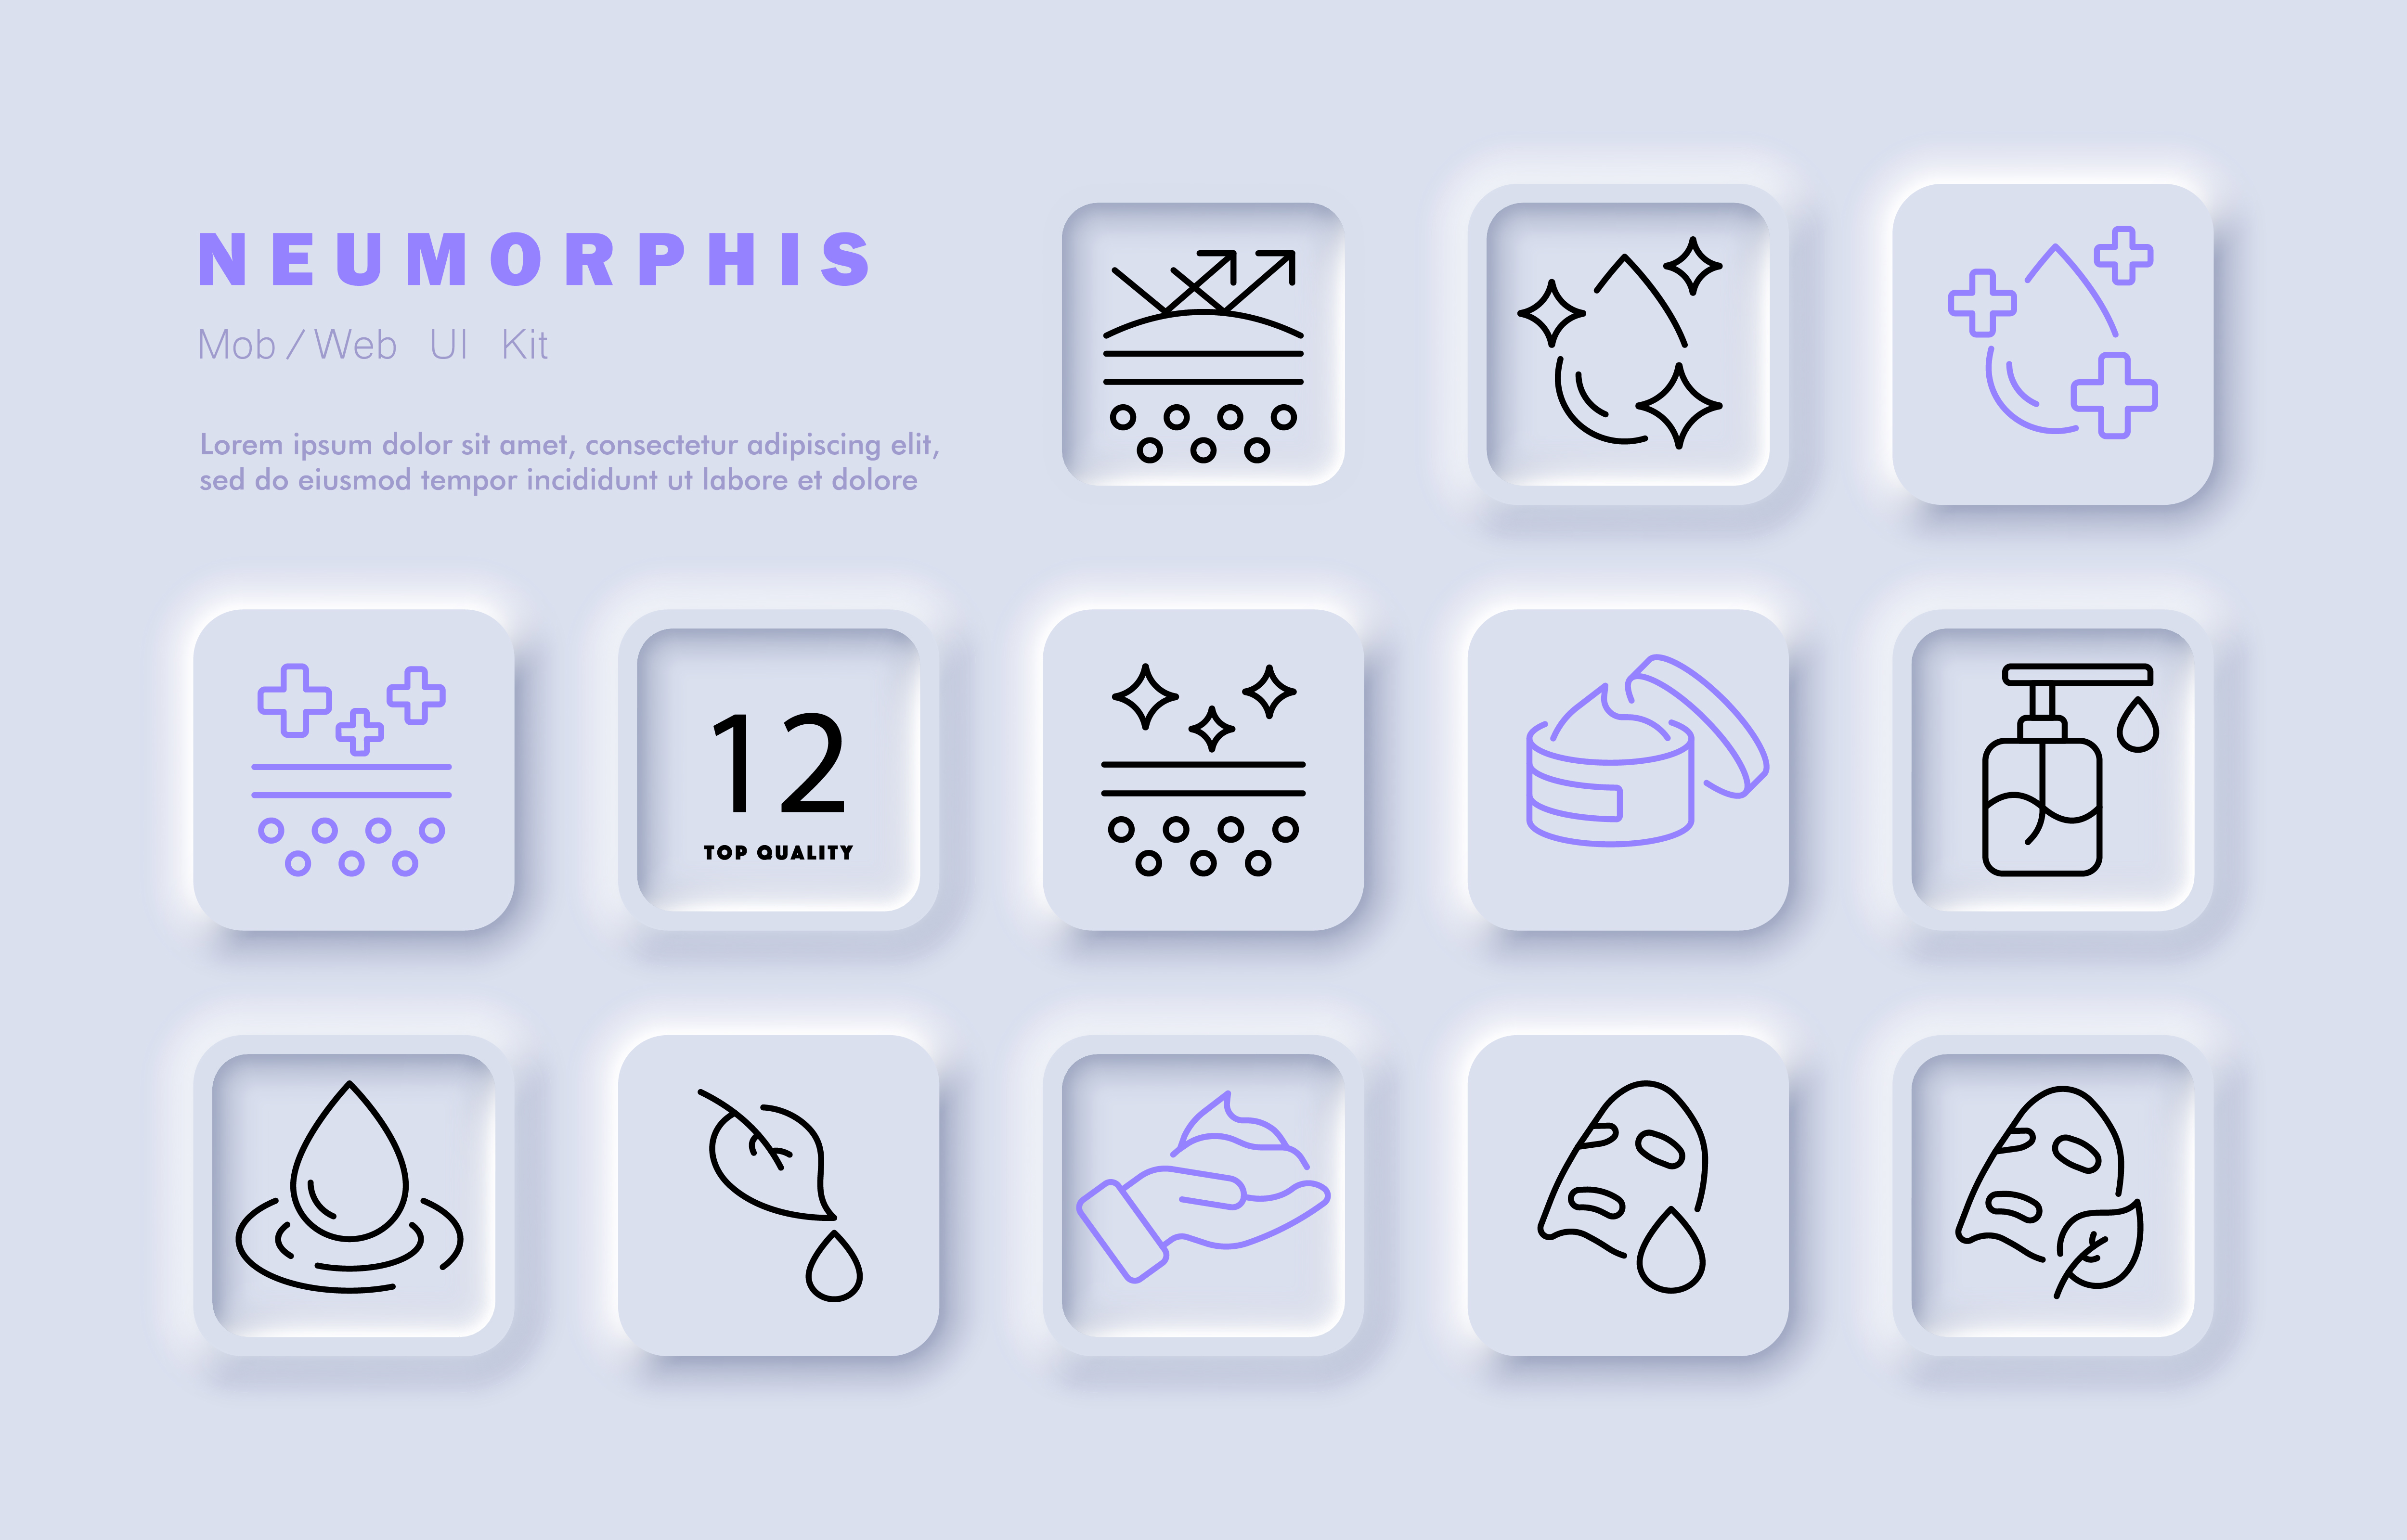 NEUMORPHIS
Mob/Web UI Kit
Lorem ipsum dolor sit amet, consectetur adipiscing elit,
sed do eiusmod tempor incididunt ut labore et dolore
12
TOP QUALITY